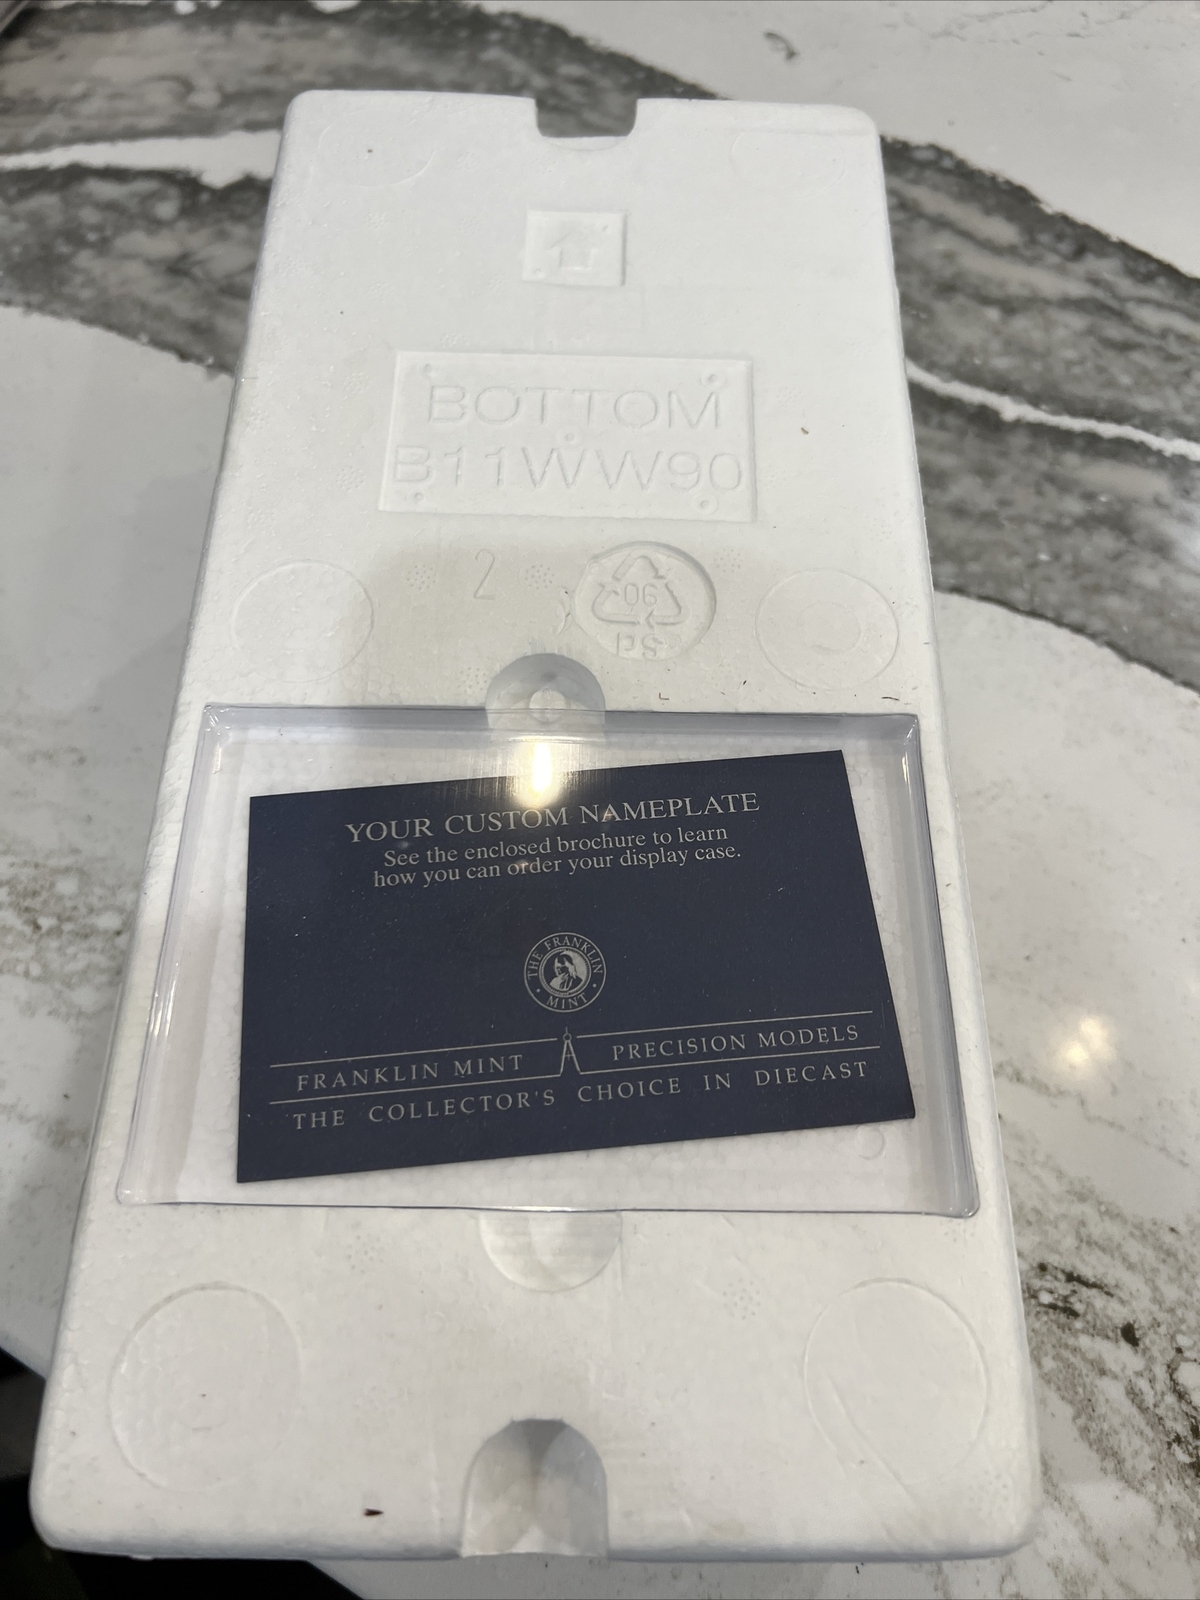 BOTTOM
B11WW90
2
06
PS
YOUR CUSTOM NAMEPLATE
See the enclosed brochure to learn
how you can order your display case.
THE FRANKLIN MINT
FRANKLIN MINT PRECISION MODELS
THE COLLECTOR'S CHOICE IN DIECAST